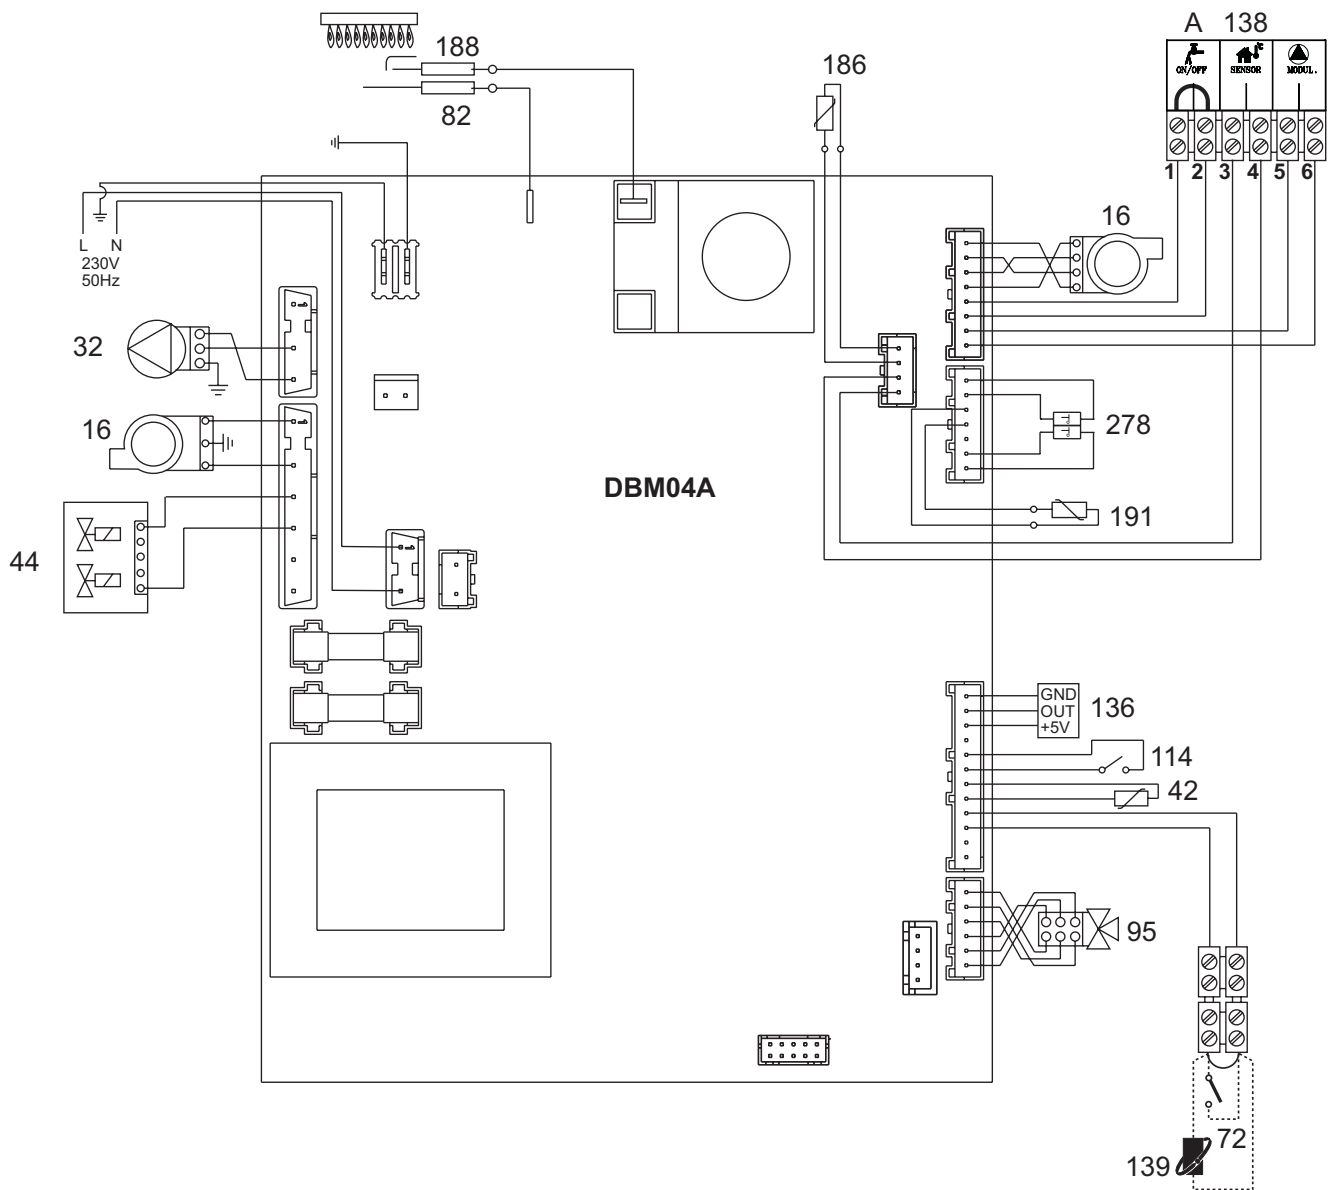 A 138
ON/OFF SENSOR MODUL.
°C
1 2 3 4 5 6
188
82
186
16
L N
230V
50Hz
32
16
278
DBM04A
191
44
GND
OUT
+5V
136
114
42
95
72
139